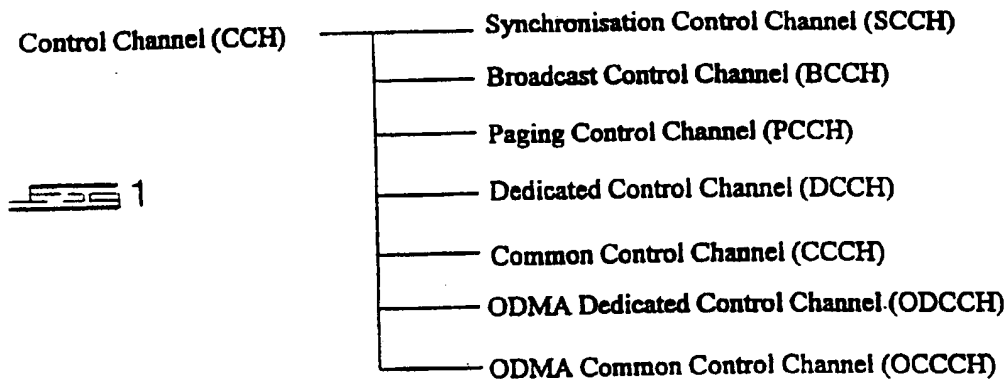 Control Channel (CCH)
Synchronisation Control Channel (SCCH)
Broadcast Control Channel (BCCH)
Paging Control Channel (PCCH)
Dedicated Control Channel (DCCH)
Common Control Channel (CCCH)
ODMA Dedicated Control Channel (ODCCH)
ODMA Common Control Channel (OCCCH)
1